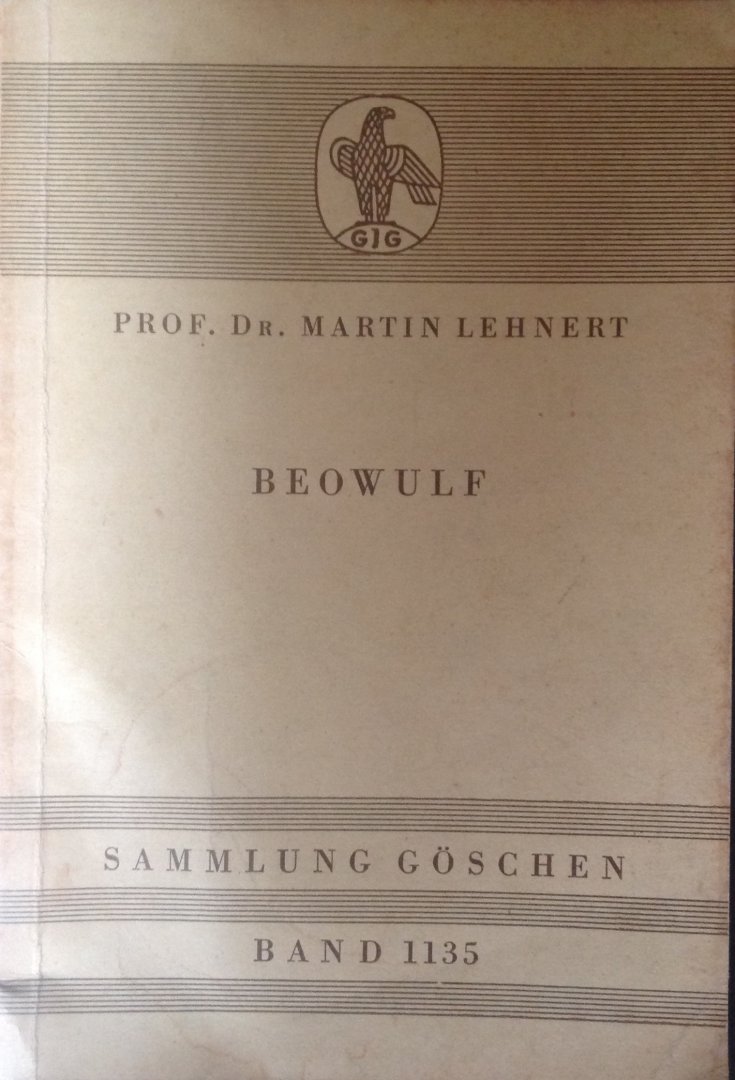 GJG
PROF. DR. MARTIN LEHNERT
BEOWULF
SAMMLUNG GÖSCHEN
BAND 1135